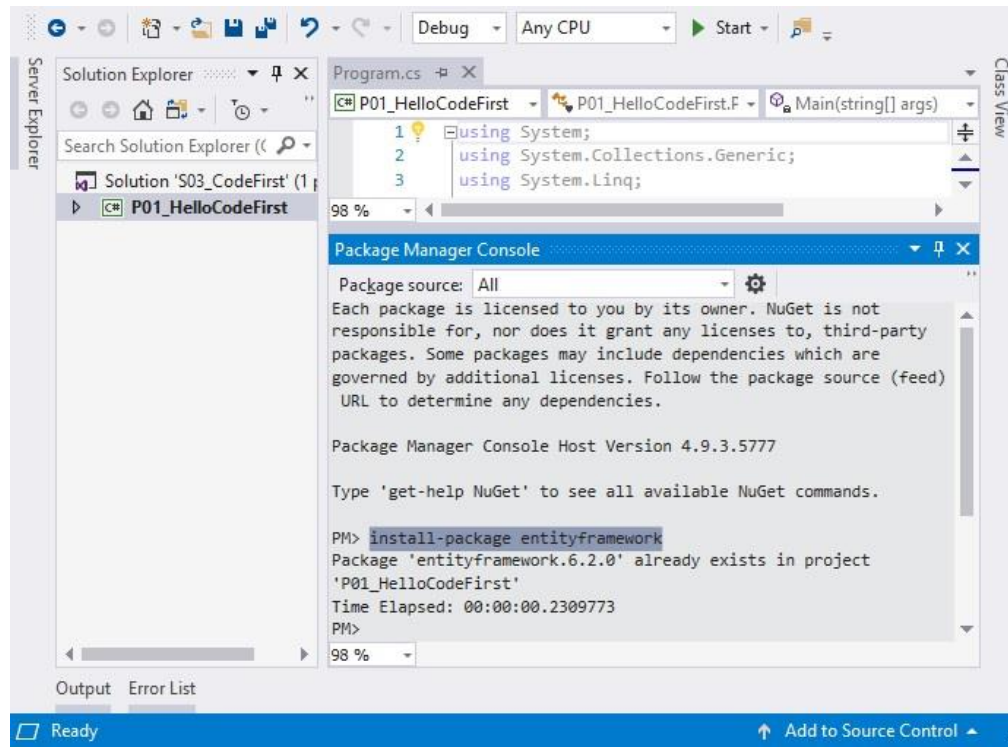 Debug Any CPU Start
Server Explorer
Solution Explorer
Search Solution Explorer ((
Solution 'S03_CodeFirst' (1 p
C# P01_HelloCodeFirst
Program.cs
C# P01_HelloCodeFirst P01_HelloCodeFirst.P Main(string[] args)
1 using System;
2 using System.Collections.Generic;
3 using System.Linq;
98 %
Package Manager Console
Package source: All
Each package is licensed to you by its owner. NuGet is not
responsible for, nor does it grant any licenses to, third-party
packages. Some packages may include dependencies which are
governed by additional licenses. Follow the package source (feed)
URL to determine any dependencies.
Package Manager Console Host Version 4.9.3.5777
Type 'get-help NuGet' to see all available NuGet commands.
PM> install-package entityframework
Package 'entityframework.6.2.0' already exists in project
'P01_HelloCodeFirst'
Time Elapsed: 00:00:00.2309773
PM>
98 %
Class View
Output Error List
Ready Add to Source Control